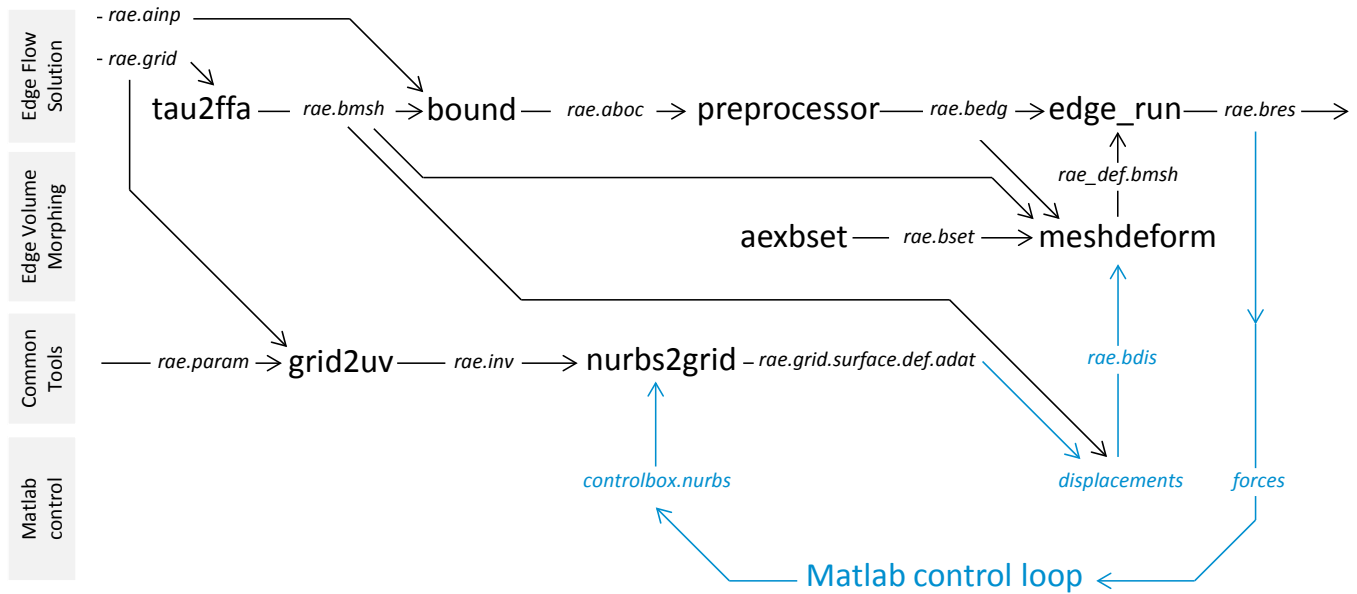 Edge Flow
Solution
- rae.ainp
- rae.grid
tau2ffa
rae.bmsh
bound
rae.aboc
preprocessor
rae.bedg
edge_run
rae.bres
Edge Volume
Morphing
rae_def.bmsh
aexbset
rae.bset
meshdeform
Common
Tools
rae.param
grid2uv
rae.inv
nurbs2grid
rae.grid.surface.def.adat
rae.bdis
Matlab
control
controlbox.nurbs
displacements
forces
Matlab control loop